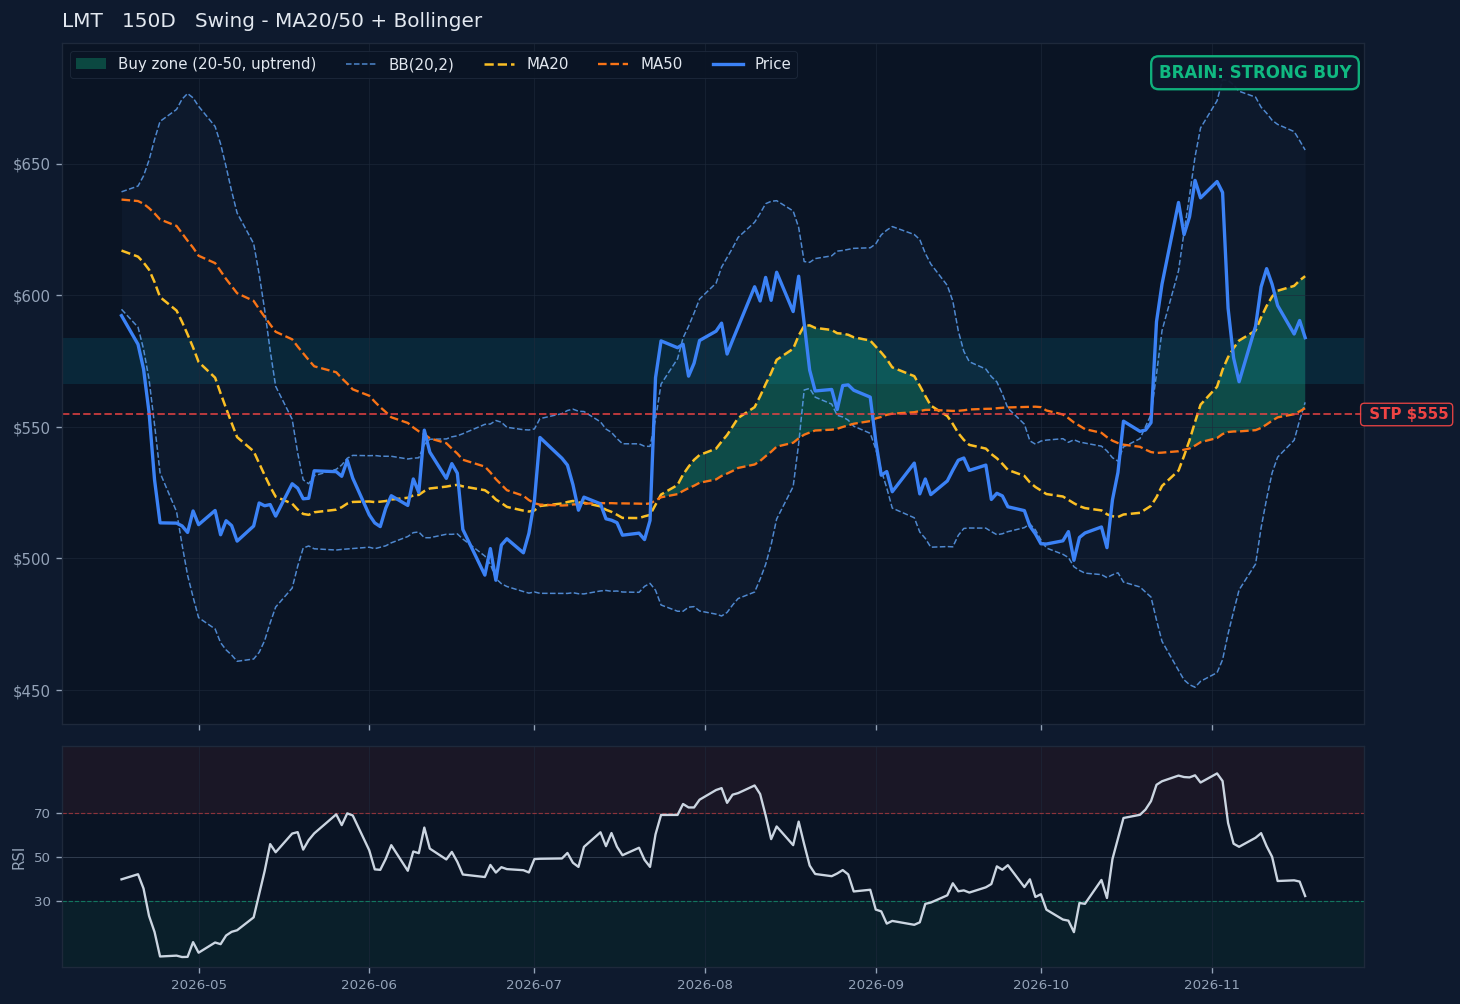 LMT 150D Swing - MA20/50 + Bollinger
Buy zone (20-50, uptrend) BB(20,2) MA20 MA50 Price
BRAIN: STRONG BUY
$650
$600
$550
$500
$450
STP $555
RSI
70
50
30
2026-05 2026-06 2026-07 2026-08 2026-09 2026-10 2026-11